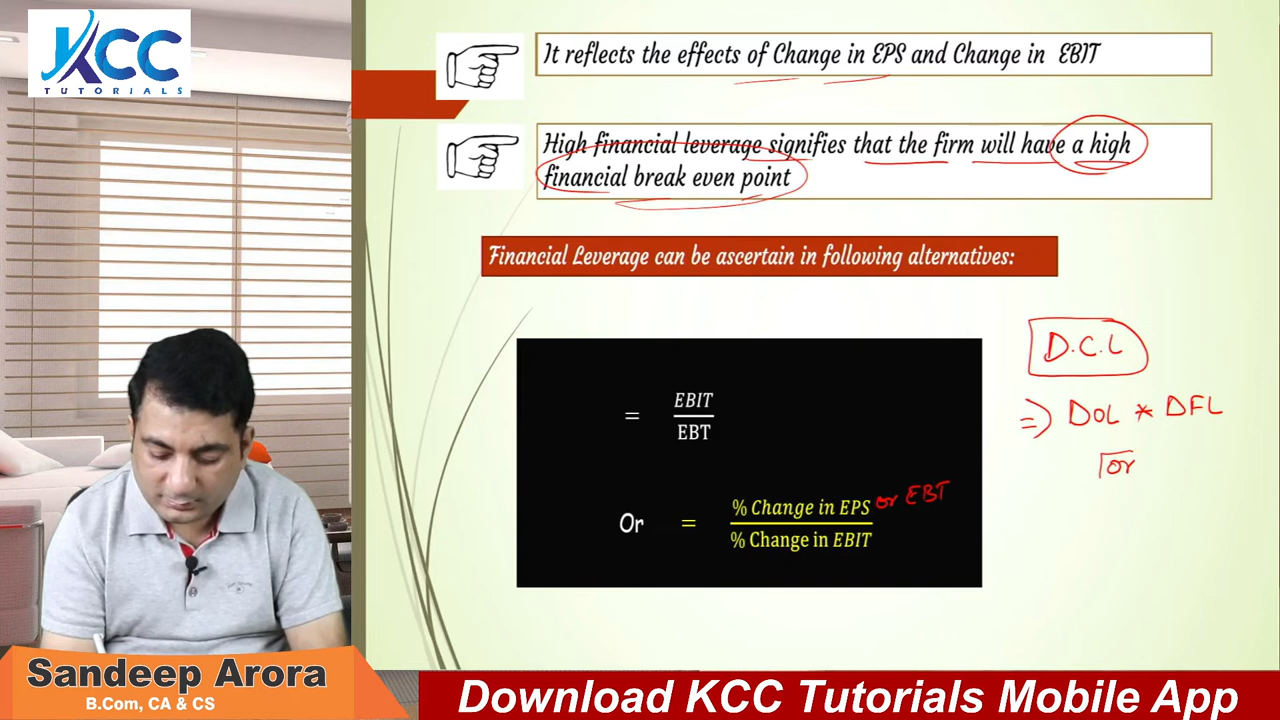 KCC
TUTORIALS
It reflects the effects of Change in EPS and Change in EBIT
High financial leverage signifies that the firm will have a high
financial break even point
Financial Leverage can be ascertain in following alternatives:
= EBIT
EBT
Or = % Change in EPS or EBT
% Change in EBIT
D.C.L
=> DOL * DFL
or
Sandeep Arora
B.Com, CA & CS
Download KCC Tutorials Mobile App